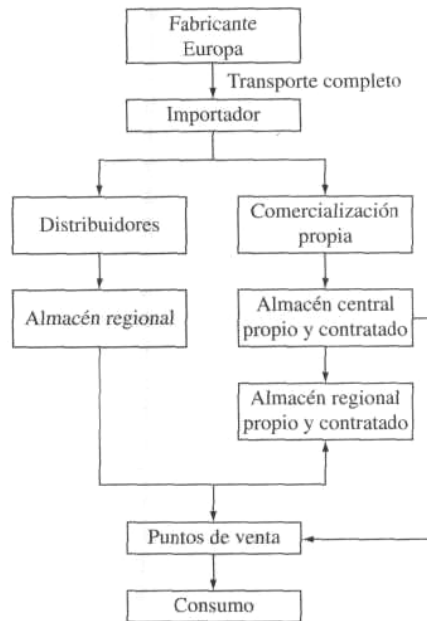 Fabricante
Europa
Transporte completo
Importador
Distribuidores
Comercialización
propia
Almacén regional
Almacén central
propio y contratado
Almacén regional
propio y contratado
Puntos de venta
Consumo